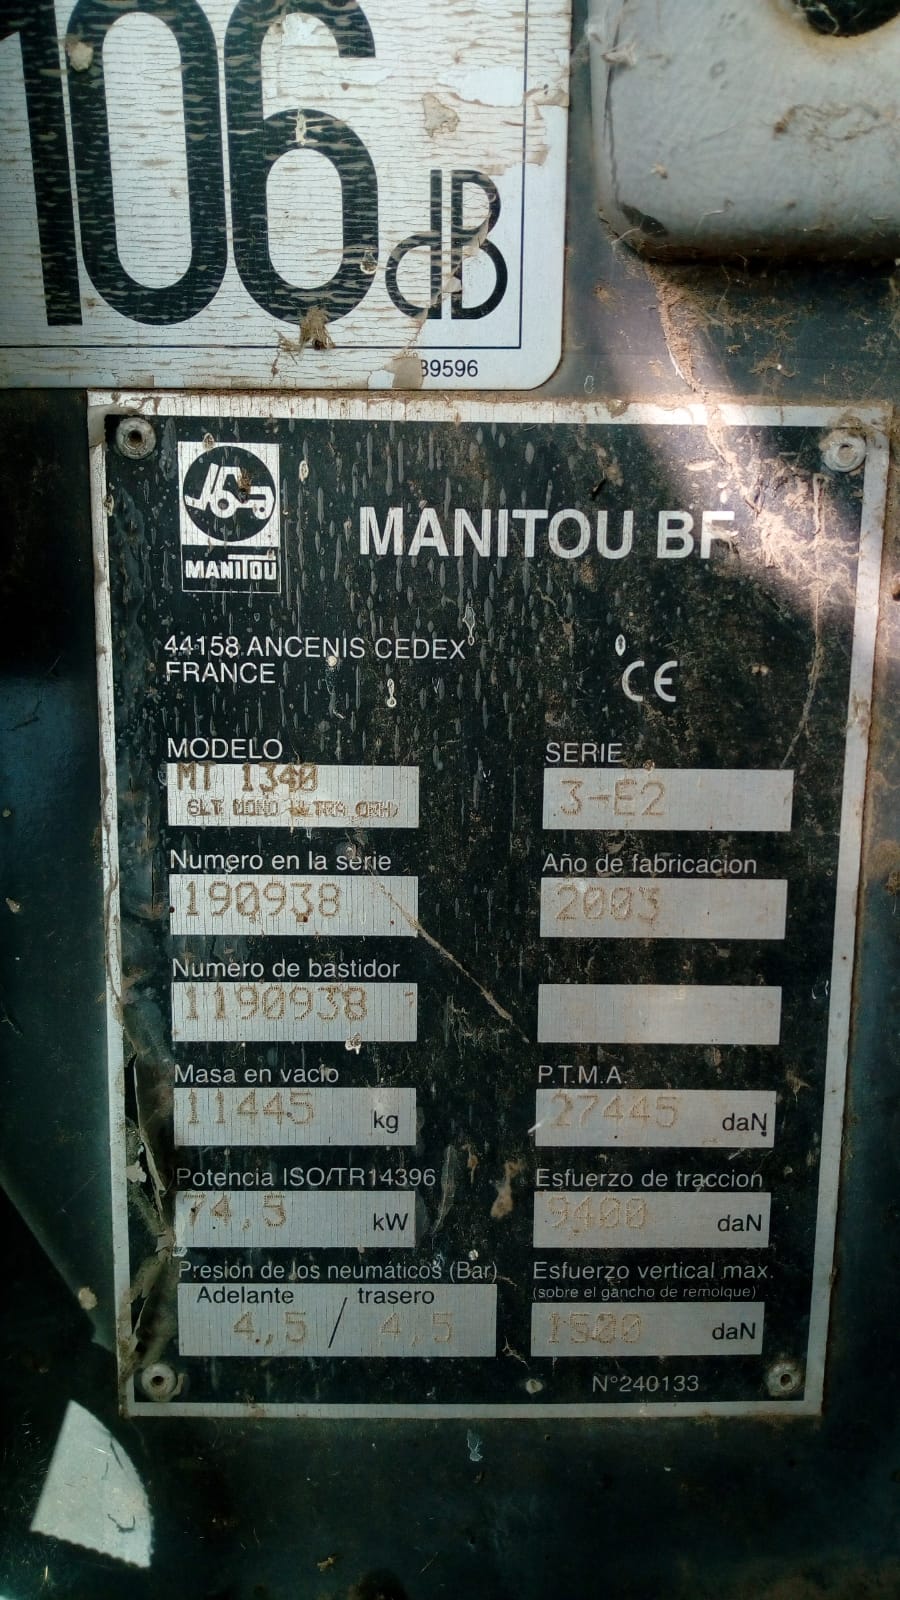 106 dB
39596
MANITOU
MANITOU BF
44158 ANCENIS CEDEX
FRANCE
CE
MODELO
MT 1340
SLT MONO ULTRA
SERIE
3-E2
Numero en la serie
190938
Año de fabricacion
2003
Numero de bastidor
1190938
Masa en vacio
11445 kg
P.T.M.A.
27445 daN
Potencia ISO/TR14396
74,5 kW
Esfuerzo de traccion
9400 daN
Presion de los neumáticos (Bar)
Adelante trasero
4,5 / 4,5
Esfuerzo vertical max.
(sobre el gancho de remolque)
1500 daN
N°240133